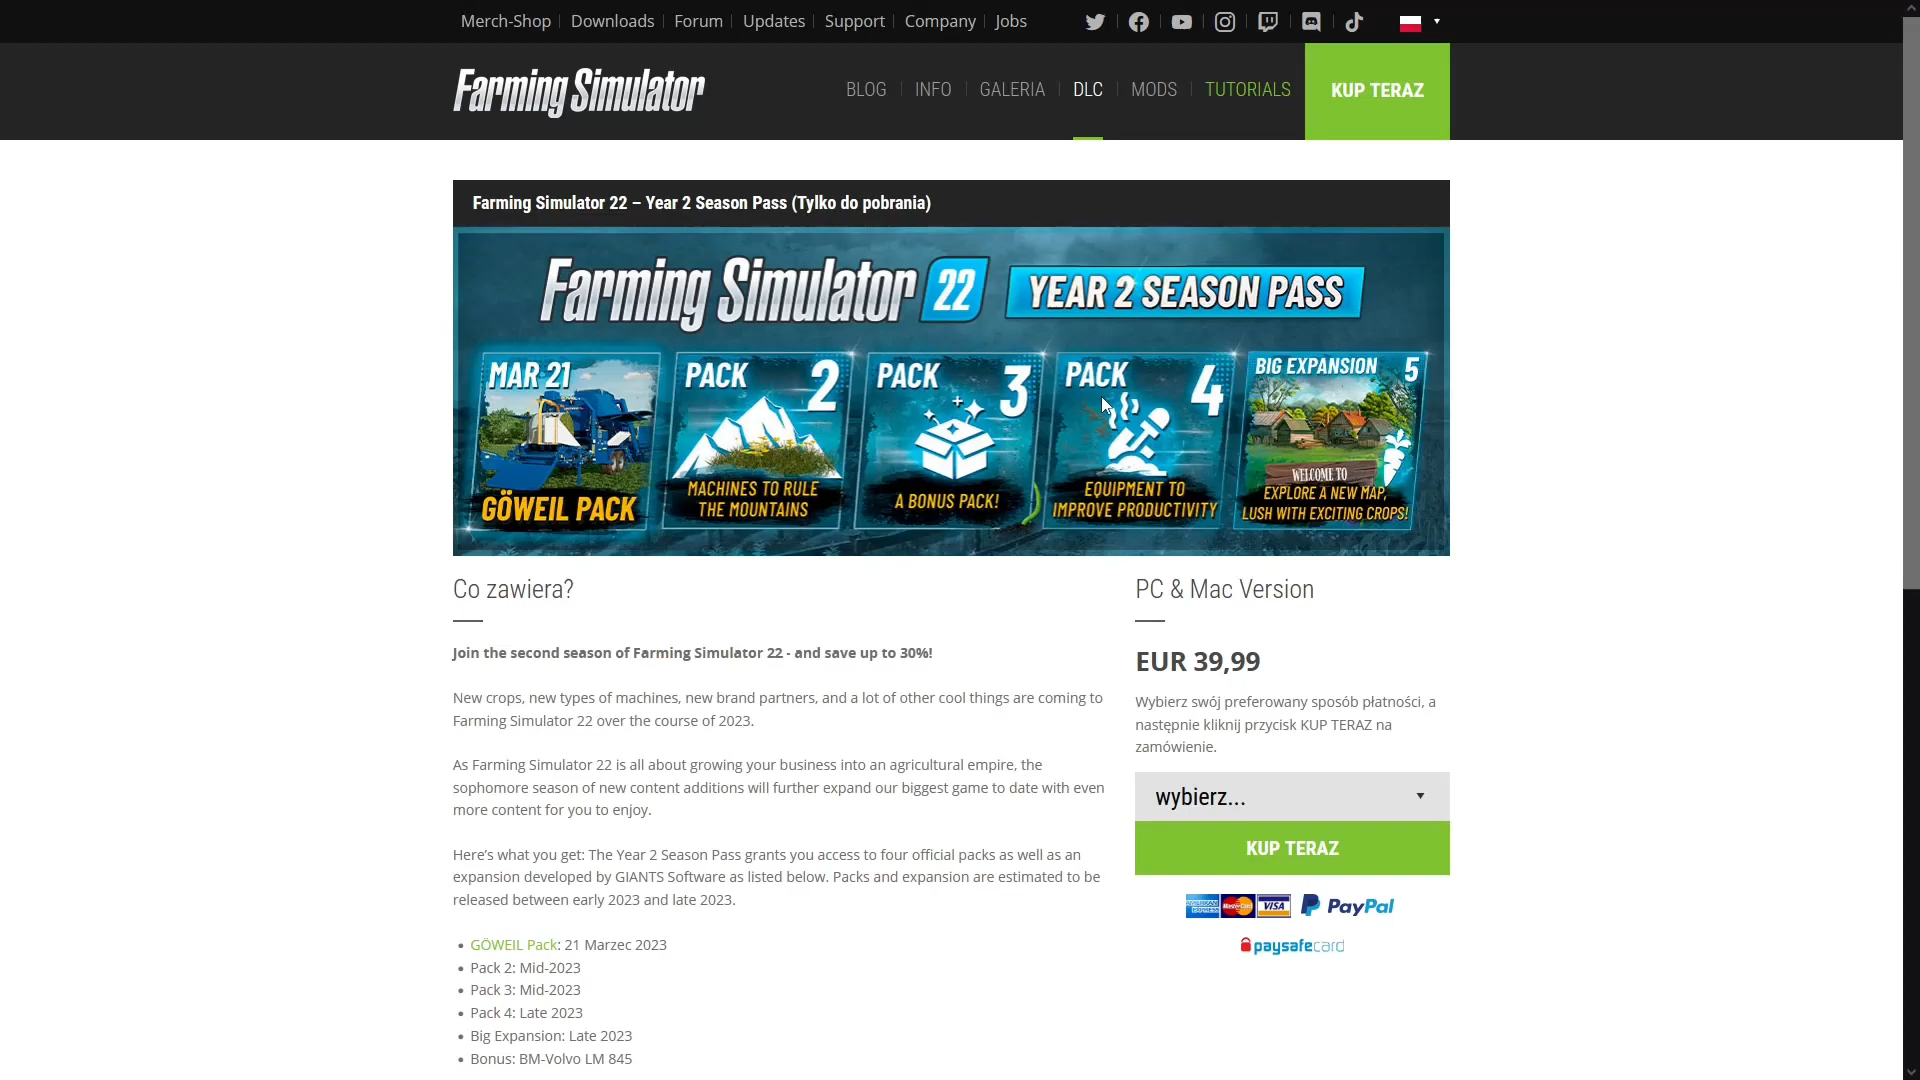 Merch-Shop Downloads Forum Updates Support Company Jobs
Farming Simulator
BLOG INFO GALERIA DLC MODS TUTORIALS KUP TERAZ
Farming Simulator 22 – Year 2 Season Pass (Tylko do pobrania)
Farming Simulator 22 YEAR 2 SEASON PASS
MAR 21
GÖWEIL PACK
PACK 2
MACHINES TO RULE
THE MOUNTAINS
PACK 3
A BONUS PACK!
PACK 4
EQUIPMENT TO
IMPROVE PRODUCTIVITY
BIG EXPANSION 5
WELCOME TO
EXPLORE A NEW MAP,
LUSH WITH EXCITING CROPS!
Co zawiera?
Join the second season of Farming Simulator 22 - and save up to 30%!
New crops, new types of machines, new brand partners, and a lot of other cool things are coming to
Farming Simulator 22 over the course of 2023.
As Farming Simulator 22 is all about growing your business into an agricultural empire, the
sophomore season of new content additions will further expand our biggest game to date with even
more content for you to enjoy.
Here’s what you get: The Year 2 Season Pass grants you access to four official packs as well as an
expansion developed by GIANTS Software as listed below. Packs and expansion are estimated to be
released between early 2023 and late 2023.
• GÖWEIL Pack: 21 Marzec 2023
• Pack 2: Mid-2023
• Pack 3: Mid-2023
• Pack 4: Late 2023
• Big Expansion: Late 2023
• Bonus: BM-Volvo LM 845
PC & Mac Version
EUR 39,99
Wybierz swój preferowany sposób płatności, a
następnie kliknij przycisk KUP TERAZ na
zamówienie.
wybierz...
KUP TERAZ
AMERICAN EXPRESS MasterCard VISA PayPal
paysafecard